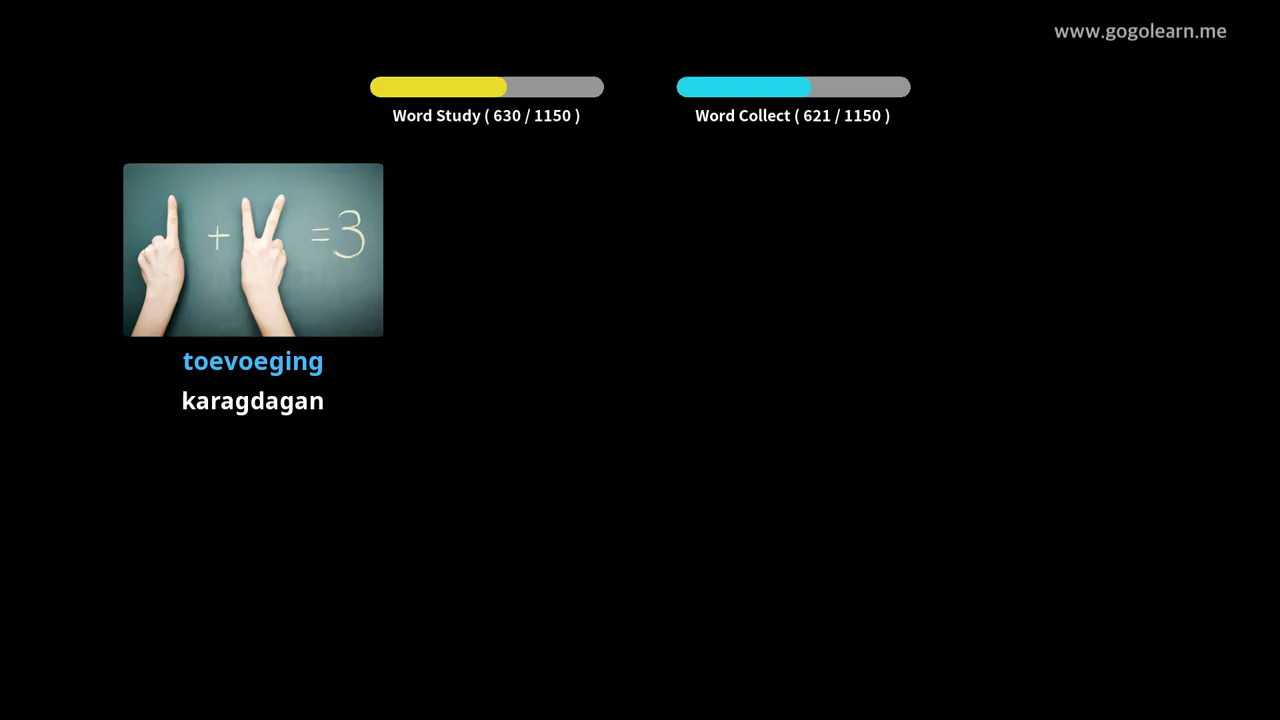 www.gogolearn.me
Word Study ( 630 / 1150 )
Word Collect ( 621 / 1150 )
+ =3
toevoeging
karagdagan